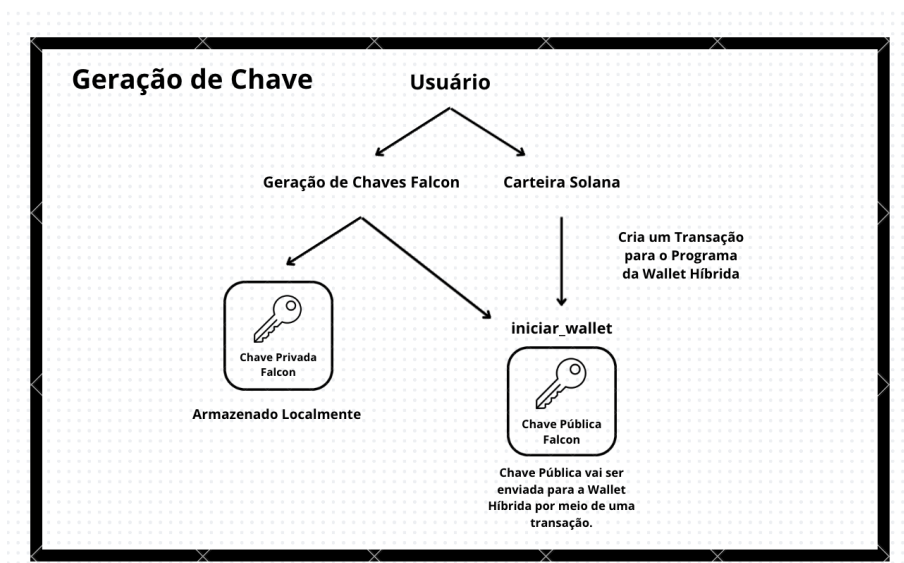 Geração de Chave
Usuário
Geração de Chaves Falcon
Carteira Solana
Cria um Transação
para o Programa
da Wallet Híbrida
iniciar_wallet
Chave Privada
Falcon
Armazenado Localmente
Chave Pública
Falcon
Chave Pública vai ser
enviada para a Wallet
Híbrida por meio de uma
transação.